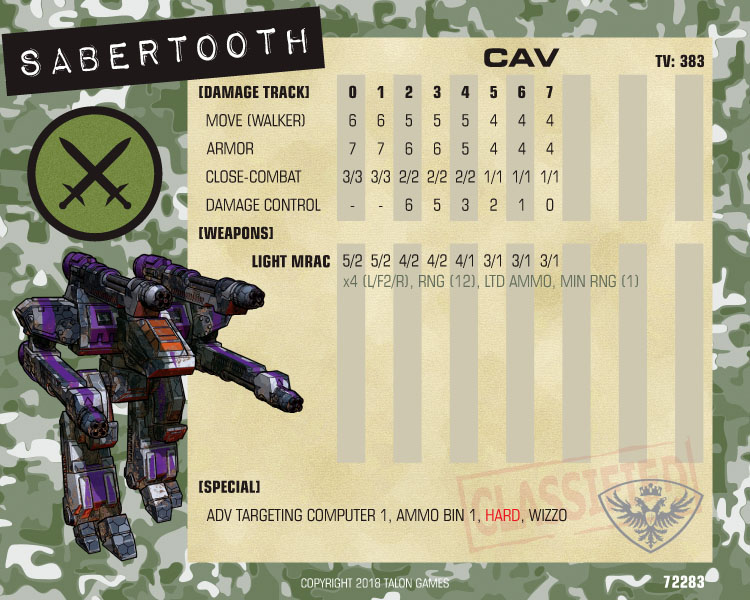 SABERTOOTH
CAV TV: 383
[DAMAGE TRACK] 0 1 2 3 4 5 6 7
MOVE (WALKER) 6 6 5 5 5 4 4 4
ARMOR 7 7 6 6 5 4 4 4
CLOSE-COMBAT 3/3 3/3 2/2 2/2 2/2 1/1 1/1 1/1
DAMAGE CONTROL - - 6 5 3 2 1 0
[WEAPONS]
LIGHT MRAC 5/2 5/2 4/2 4/2 4/1 3/1 3/1 3/1
x4 (L/F2/R), RNG (12), LTD AMMO, MIN RNG (1)
CLASSIFIED
[SPECIAL]
ADV TARGETING COMPUTER 1, AMMO BIN 1, HARD, WIZZO
COPYRIGHT 2018 TALON GAMES
72283